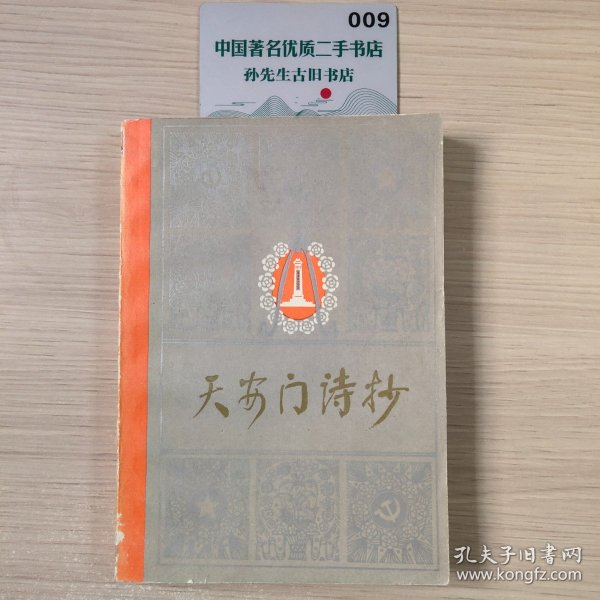 009
中国著名优质二手书店
孙先生古旧书店
天安门诗抄
孔夫子旧书网
www.kongfz.com